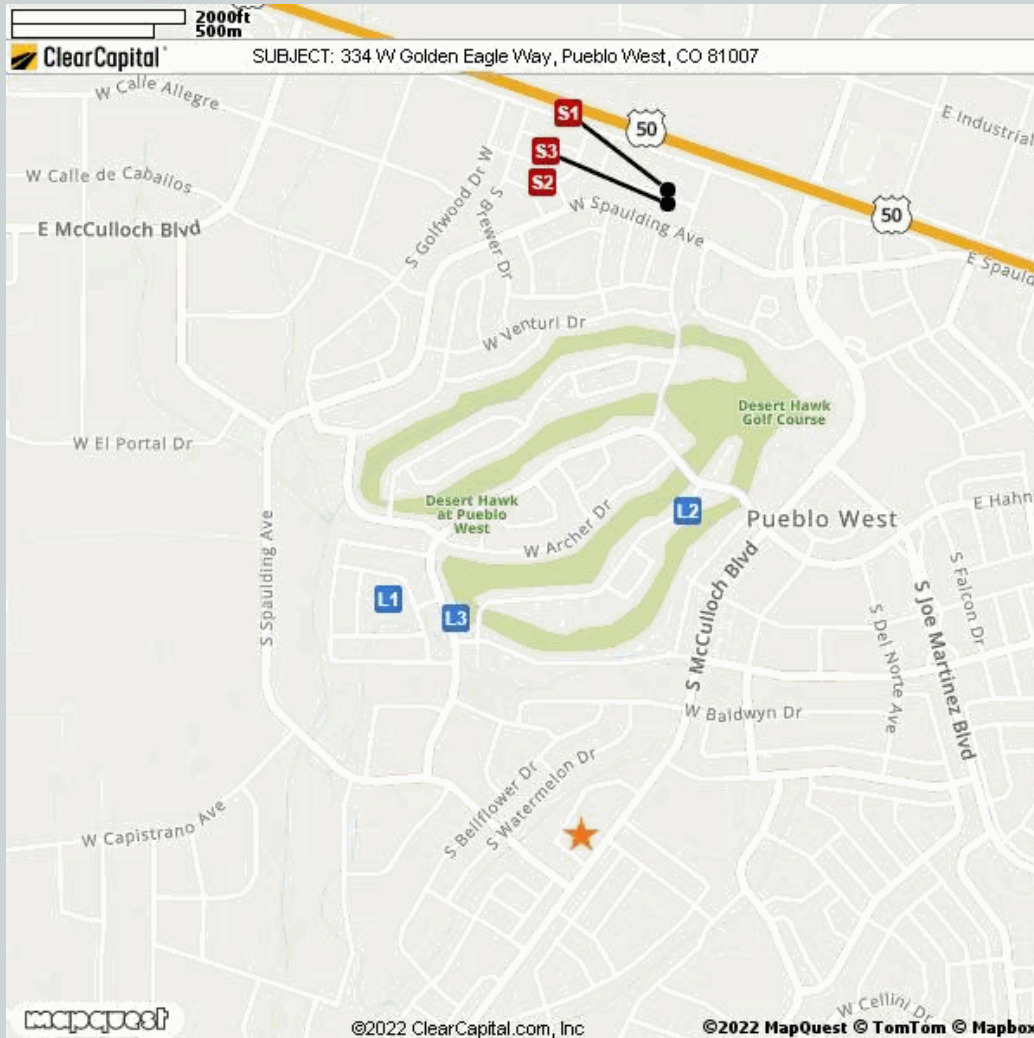 2000ft
500m
ClearCapital
SUBJECT: 334 W Golden Eagle Way, Pueblo West, CO 81007
W Calle Allegre
S1
50
E Industrial
S3
S2
W Calle de Caballos
S Golfwood Dr W
S Brewer Dr
W Spaulding Ave
50
E McCulloch Blvd
E Spauld
W Venturi Dr
Desert Hawk
Golf Course
W El Portal Dr
Desert Hawk
at Pueblo
West
L2
Pueblo West
E Hahn
W Archer Dr
S Spaulding Ave
L1
L3
S McCulloch Blvd
S Del Norte Ave
S Joe Martinez Blvd
S Falcon Dr
W Baldwyn Dr
S Bellflower Dr
S Watermelon Dr
W Capistrano Ave
W Cellini Dr
mapquest
©2022 ClearCapital.com, Inc
©2022 MapQuest © TomTom © Mapbox